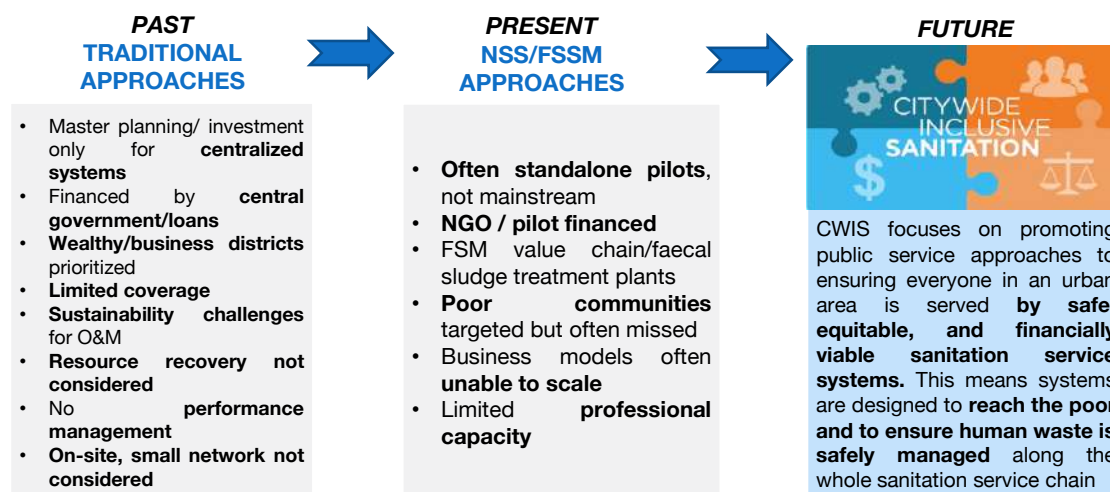 PAST
TRADITIONAL
APPROACHES
• Master planning/ investment
only for centralized
systems
• Financed by central
government/loans
• Wealthy/business districts
prioritized
• Limited coverage
• Sustainability challenges
for O&M
• Resource recovery not
considered
• No performance
management
• On-site, small network not
considered
PRESENT
NSS/FSSM
APPROACHES
• Often standalone pilots,
not mainstream
• NGO / pilot financed
• FSM value chain/faecal
sludge treatment plants
• Poor communities
targeted but often missed
• Business models often
unable to scale
• Limited professional
capacity
FUTURE
CITYWIDE
INCLUSIVE
SANITATION
$
CWIS focuses on promoting
public service approaches to
ensuring everyone in an urban
area is served by safe,
equitable, and financially
viable sanitation service
systems. This means systems
are designed to reach the poor
and to ensure human waste is
safely managed along the
whole sanitation service chain